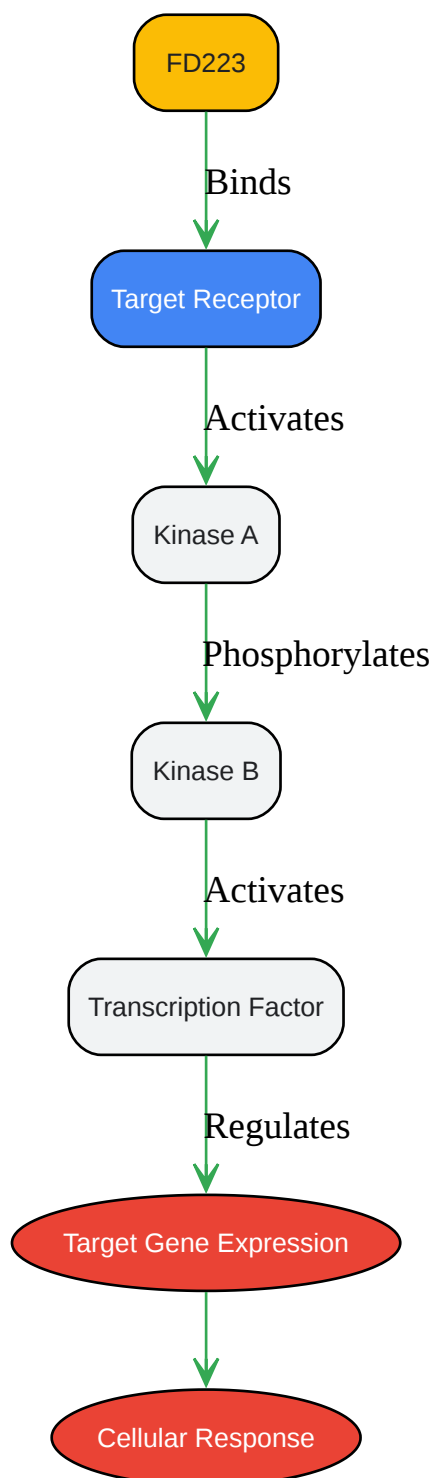 FD223
Binds
Target Receptor
Activates
Kinase A
Phosphorylates
Kinase B
Activates
Transcription Factor
Regulates
Target Gene Expression
Cellular Response